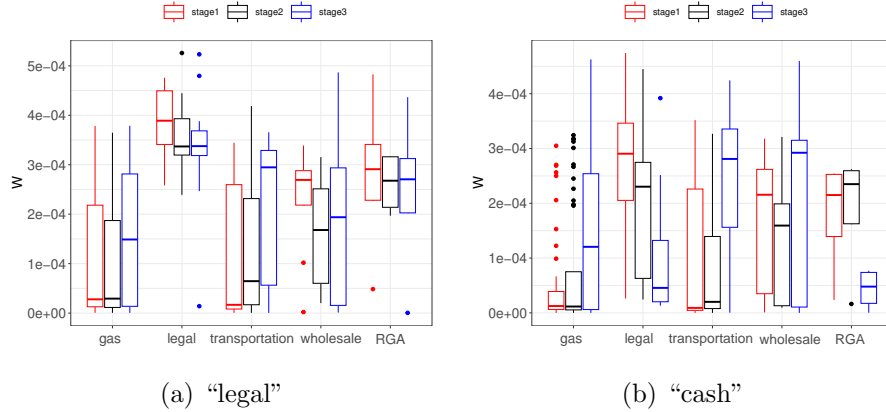 stage1 stage2 stage3
5e−04
4e−04
3e−04
2e−04
1e−04
0e+00
W
gas legal transportation wholesale RGA
(a) “legal”
stage1 stage2 stage3
4e−04
3e−04
2e−04
1e−04
0e+00
W
gas legal transportation wholesale RGA
(b) “cash”